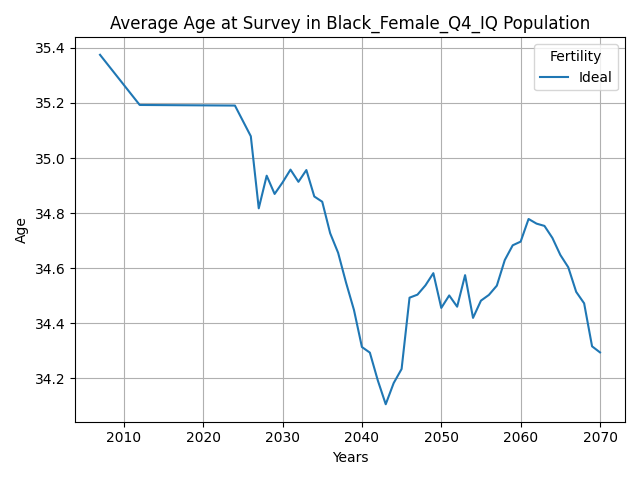 Average Age at Survey in Black_Female_Q4_IQ Population
Fertility
Ideal
35.4
35.2
35.0
34.8
34.6
34.4
34.2
Age
2010 2020 2030 2040 2050 2060 2070
Years